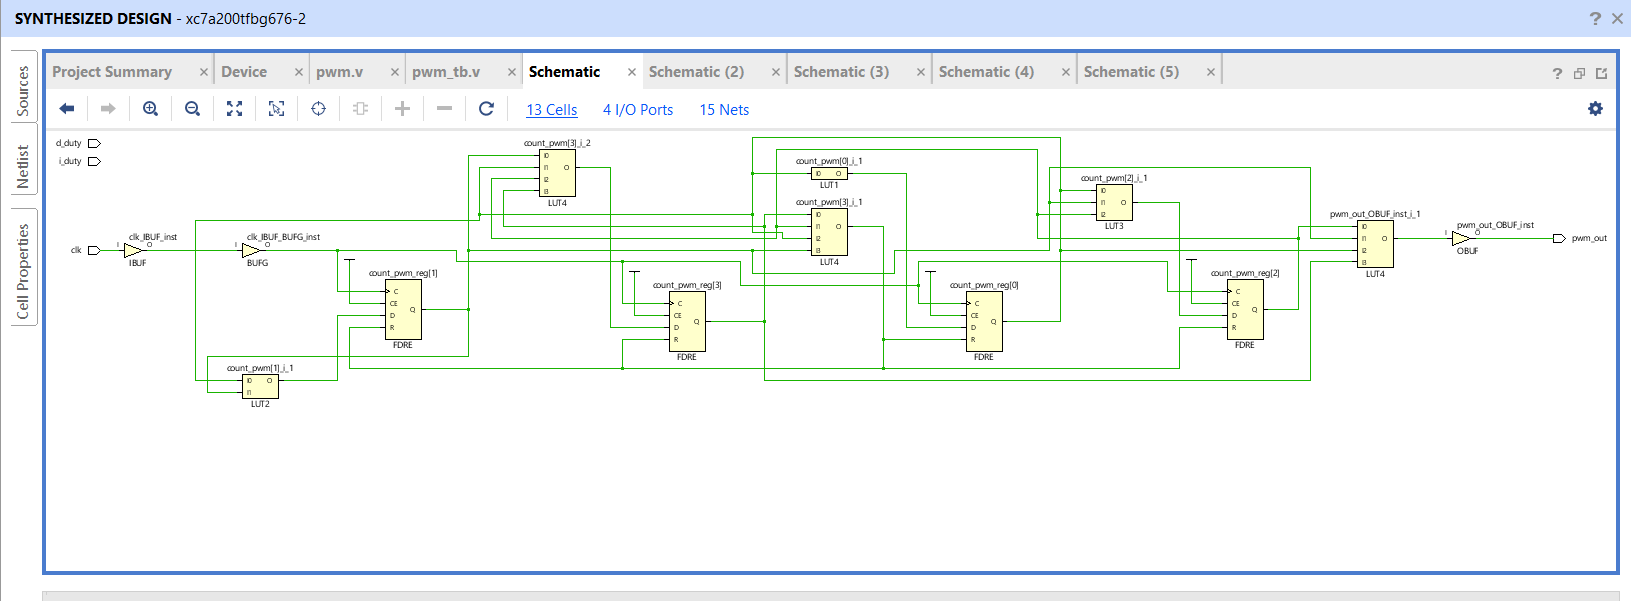 SYNTHESIZED DESIGN - xc7a200tfbg676-2
Sources
Netlist
Cell Properties
Project Summary
Device
pwm.v
pwm_tb.v
Schematic
Schematic (2)
Schematic (3)
Schematic (4)
Schematic (5)
13 Cells
4 I/O Ports
15 Nets
d_duty
i_duty
clk
clk_IBUF_inst
I
O
IBUF
clk_IBUF_BUFG_inst
I
O
BUFG
count_pwm_reg[1]
C
CE
D
R
Q
FDRE
count_pwm[1]_i_1
I0
I1
O
LUT2
count_pwm[3]_i_2
I0
I1
I2
I3
O
LUT4
count_pwm_reg[3]
C
CE
D
R
Q
FDRE
count_pwm[0]_i_1
I0
O
LUT1
count_pwm[3]_i_1
I0
I1
I2
I3
O
LUT4
count_pwm_reg[0]
C
CE
D
R
Q
FDRE
count_pwm[2]_i_1
I0
I1
I2
O
LUT3
count_pwm_reg[2]
C
CE
D
R
Q
FDRE
pwm_out_OBUF_inst_i_1
I0
I1
I2
I3
O
LUT4
pwm_out_OBUF_inst
I
O
OBUF
pwm_out